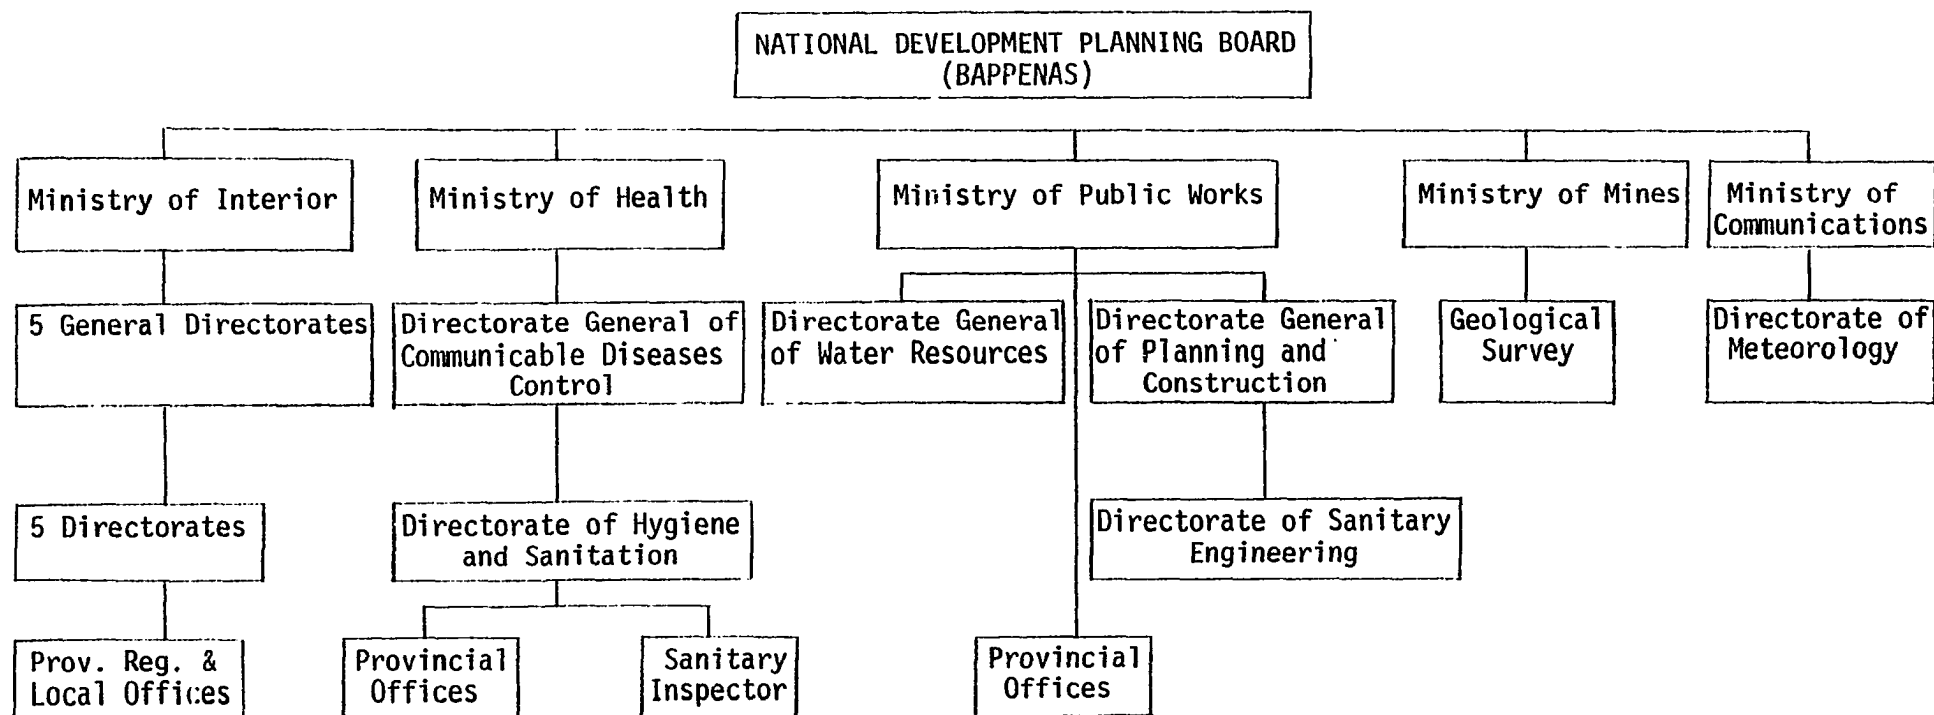 NATIONAL DEVELOPMENT PLANNING BOARD
(BAPPENAS)
Ministry of Interior
Ministry of Health
Ministry of Public Works
Ministry of Mines
Ministry of
Communications
5 General Directorates
Directorate General of
Communicable Diseases
Control
Directorate General
of Water Resources
Directorate General
of Planning and
Construction
Geological
Survey
Directorate of
Meteorology
5 Directorates
Directorate of Hygiene
and Sanitation
Directorate of Sanitary
Engineering
Prov. Reg. &
Local Offices
Provincial
Offices
Sanitary
Inspector
Provincial
Offices